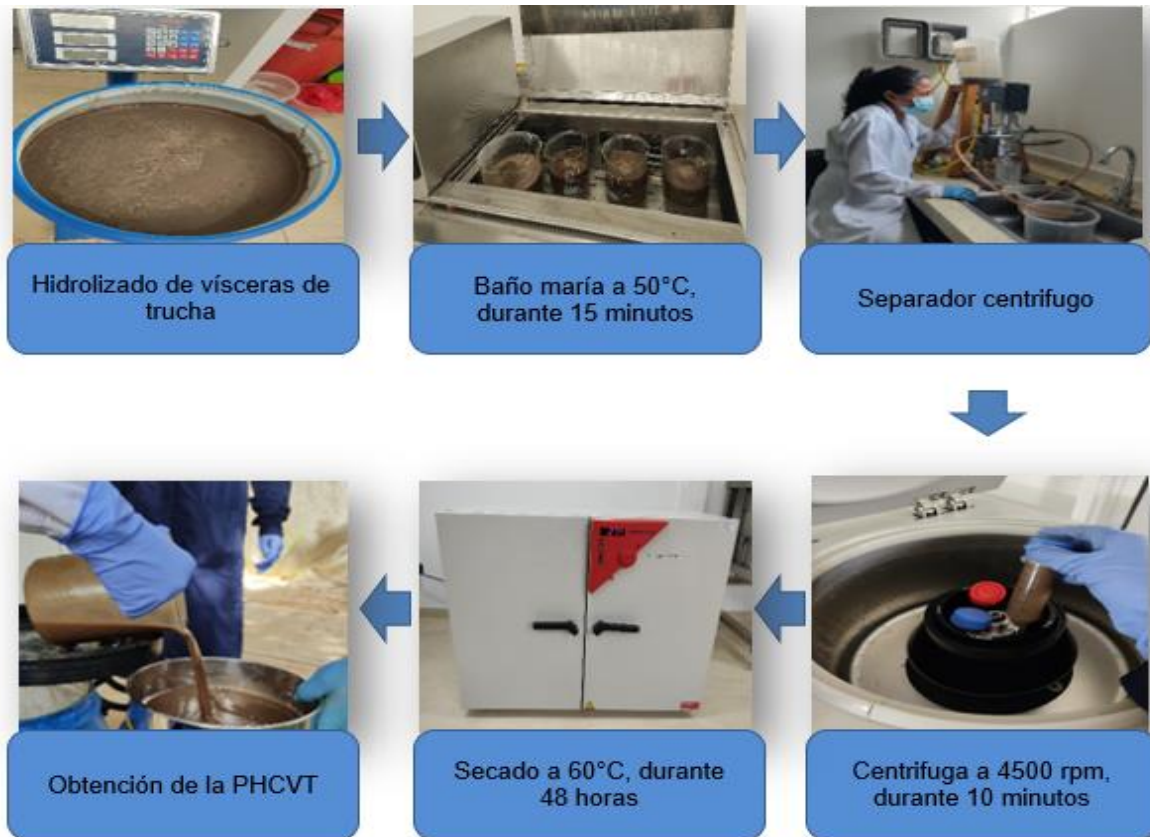 Hidrolizado de vísceras de
trucha
Baño maría a 50°C,
durante 15 minutos
Separador centrifugo
Centrifuga a 4500 rpm,
durante 10 minutos
Secado a 60°C, durante
48 horas
Obtención de la PHCVT